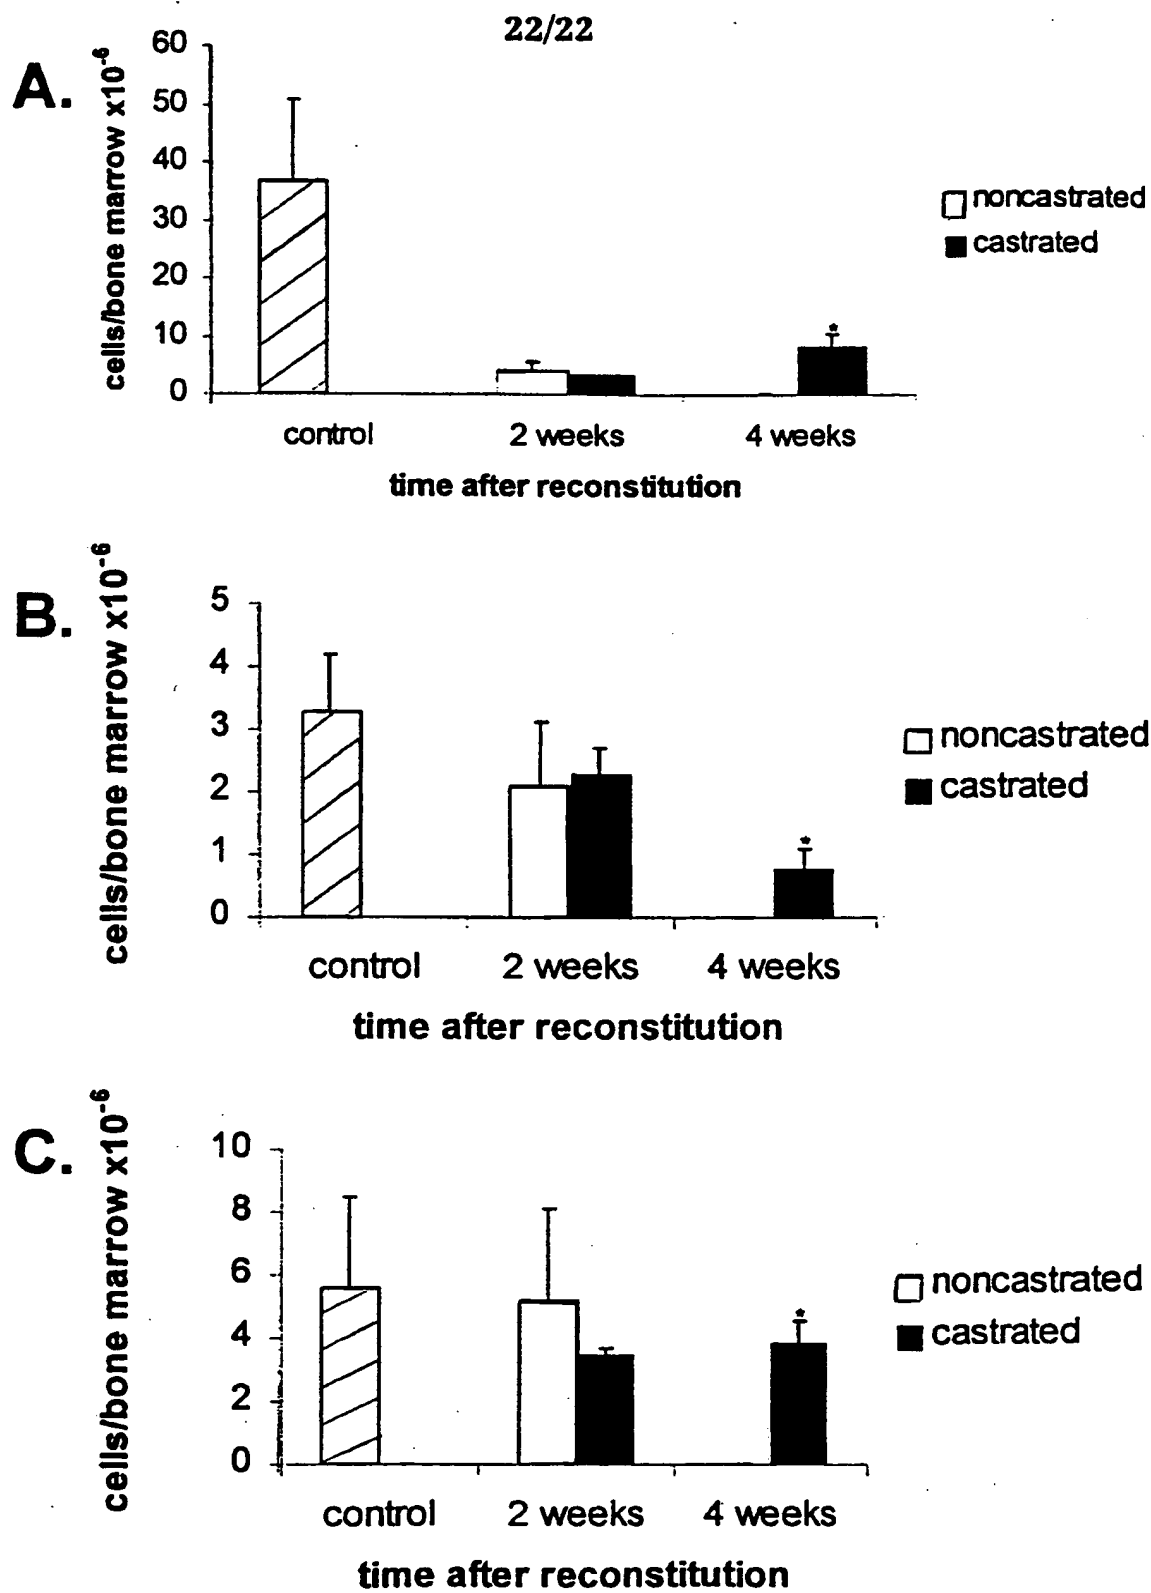 22/22
A.
cells/bone marrow x10-6
60
50
40
30
20
10
0
*
noncastrated
castrated
control 2 weeks 4 weeks
time after reconstitution
B.
cells/bone marrow x10-6
5
4
3
2
1
0
*
noncastrated
castrated
control 2 weeks 4 weeks
time after reconstitution
C.
cells/bone marrow x10-6
10
8
6
4
2
0
*
noncastrated
castrated
control 2 weeks 4 weeks
time after reconstitution